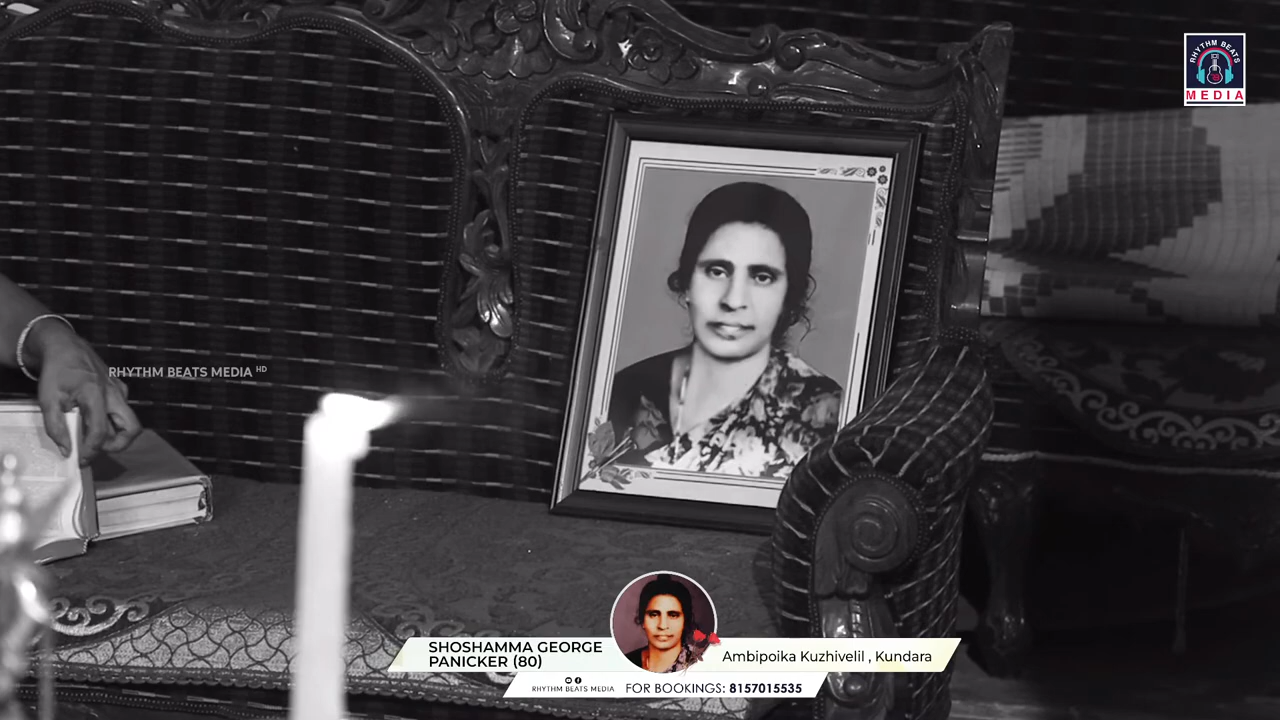 RHYTHM BEATS
MEDIA
RHYTHM BEATS MEDIA HD
SHOSHAMMA GEORGE
PANICKER (80)
Ambipoika Kuzhivelil , Kundara
RHYTHM BEATS MEDIA
FOR BOOKINGS: 8157015535